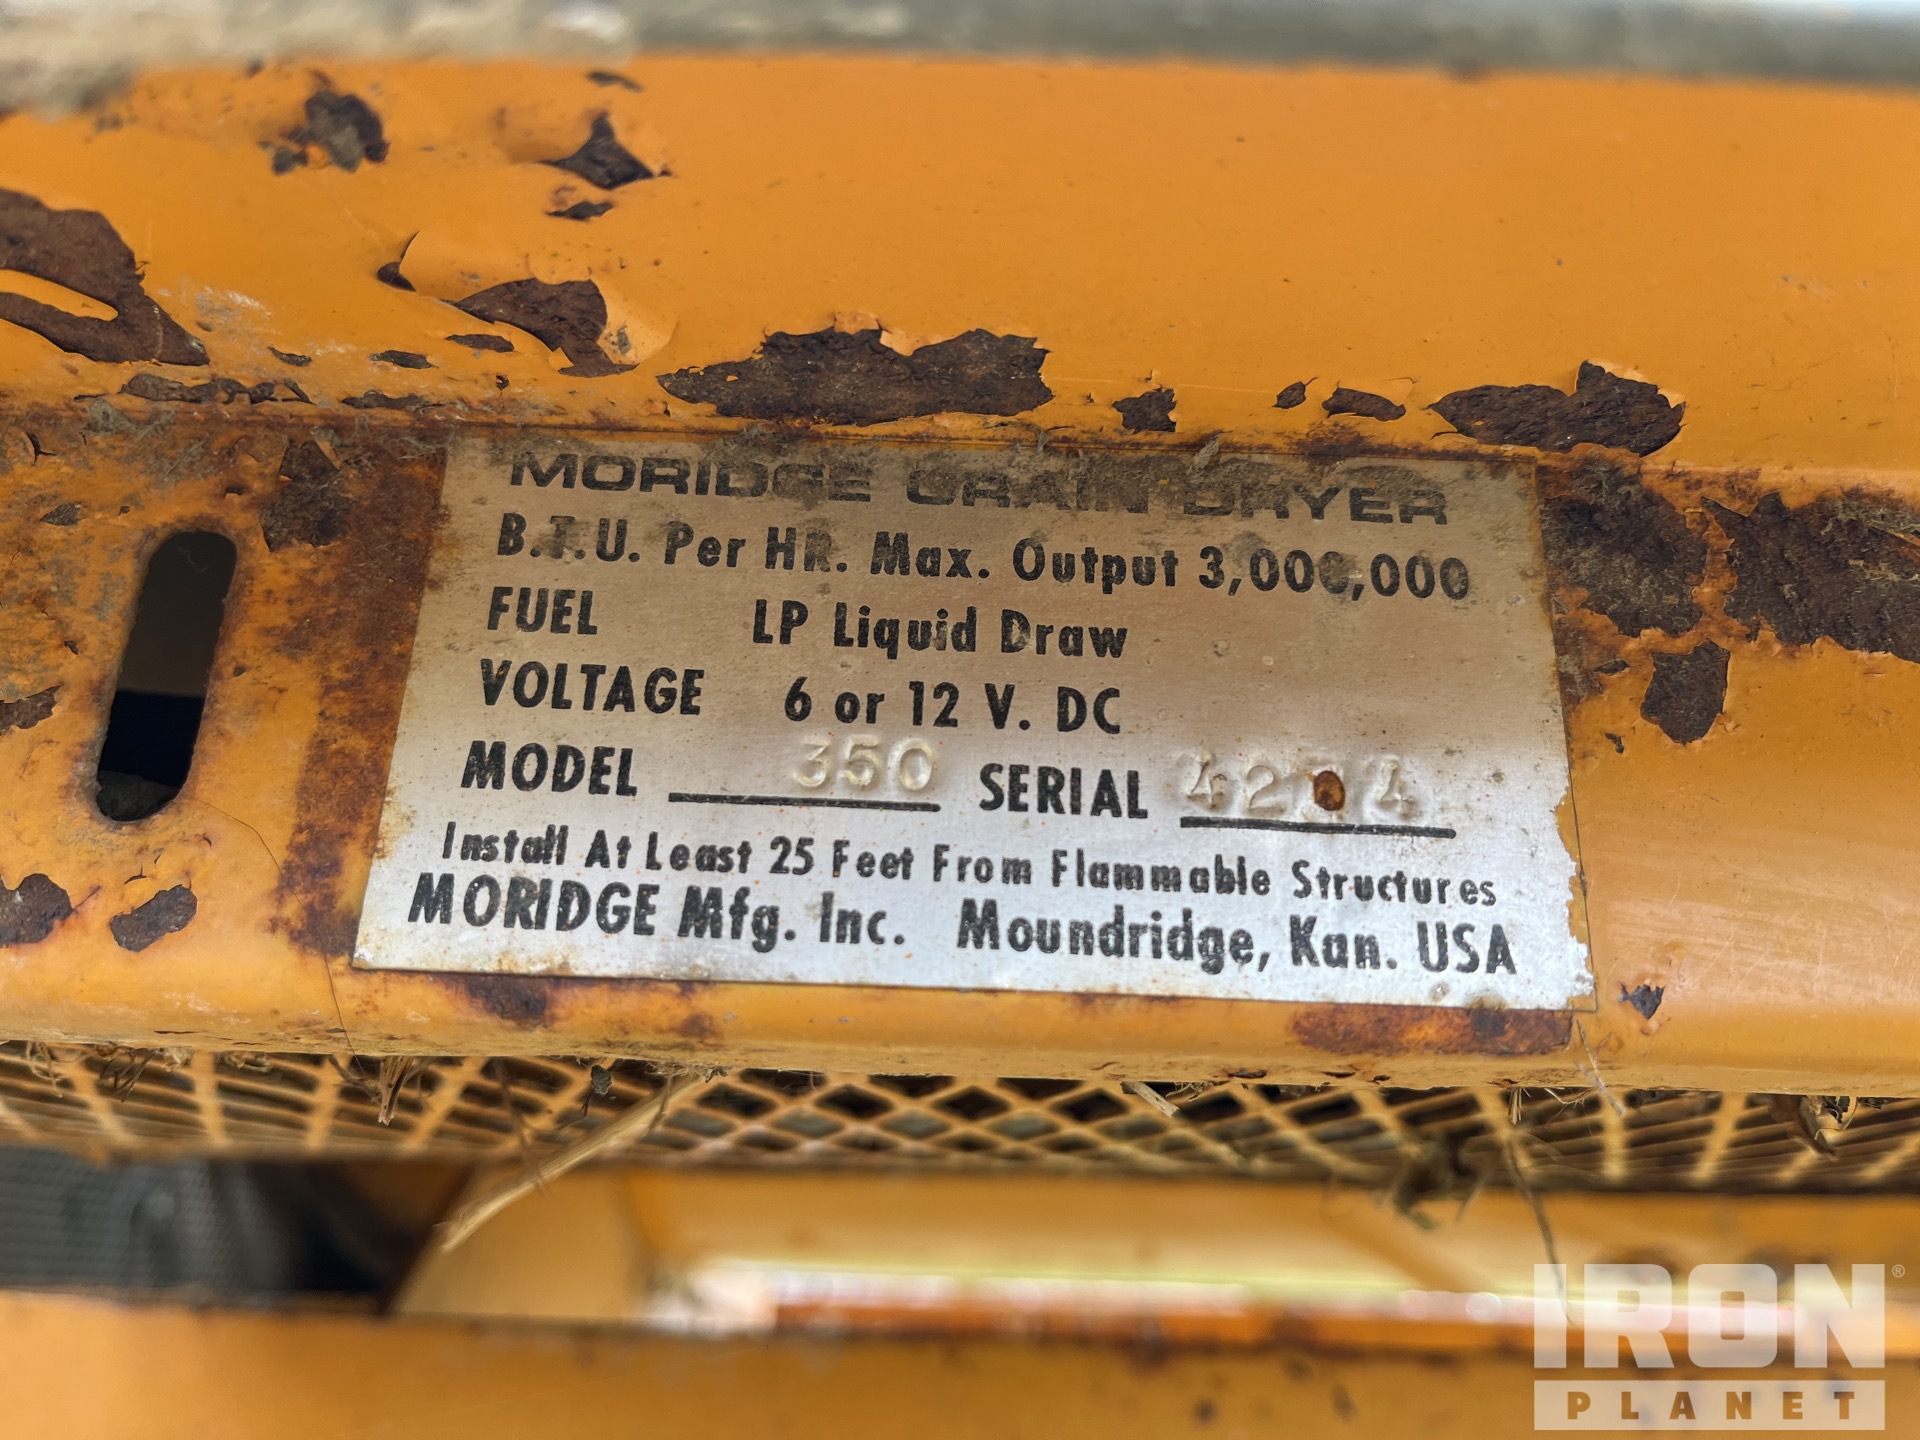 MORIDGE GRAIN DRYER
B.T.U. Per HR. Max. Output 3,000,000
FUEL LP Liquid Draw
VOLTAGE 6 or 12 V. DC
MODEL 350 SERIAL
Install At Least 25 Feet From Flammable Structures
MORIDGE Mfg. Inc. Moundridge, Kan. USA
IRON ®
PLANET